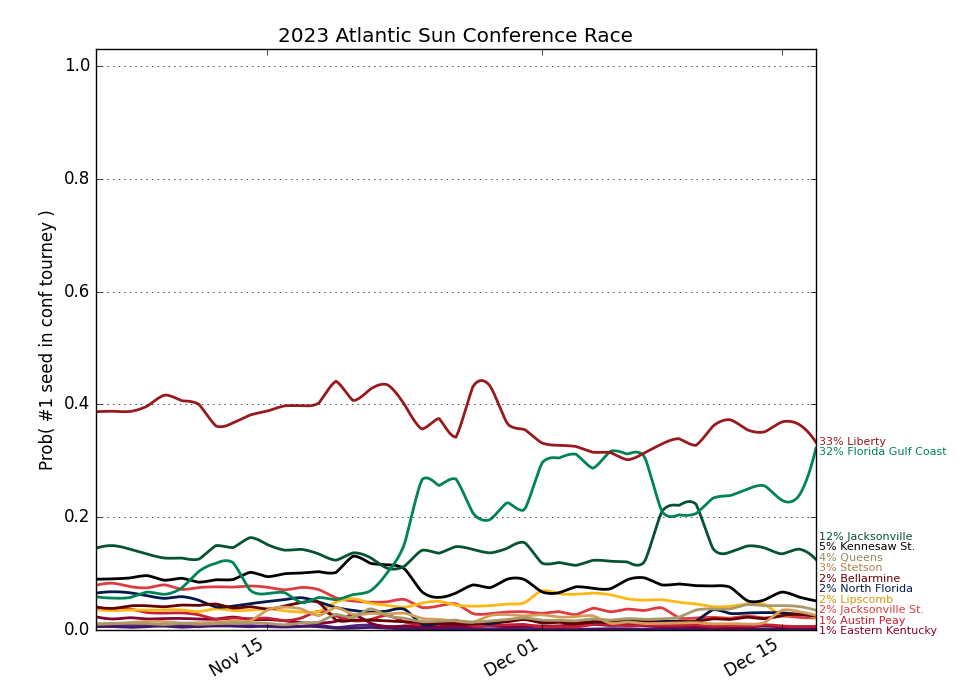 2023 Atlantic Sun Conference Race
Prob( #1 seed in conf tourney )
1.0
0.8
0.6
0.4
0.2
0.0
Nov 15
Dec 01
Dec 15
33% Liberty
32% Florida Gulf Coast
12% Jacksonville
5% Kennesaw St.
4% Queens
3% Stetson
2% Bellarmine
2% North Florida
2% Lipscomb
2% Jacksonville St.
1% Austin Peay
1% Eastern Kentucky